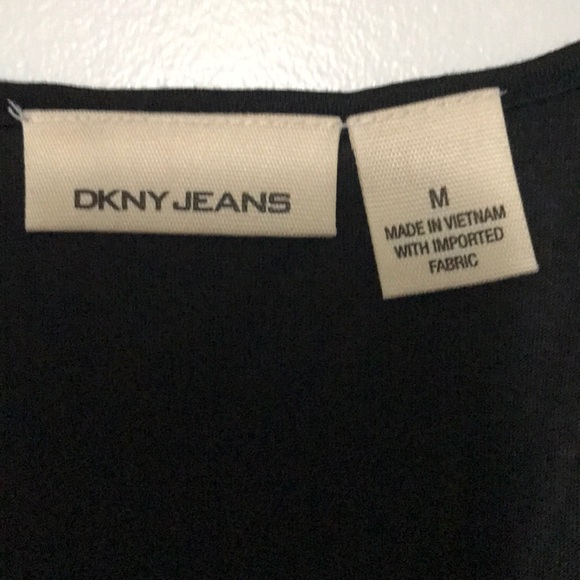 DKNY JEANS
M
MADE IN VIETNAM
WITH IMPORTED
FABRIC